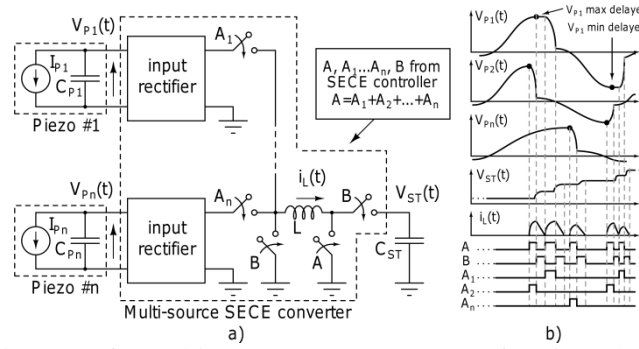 V_P1(t)
A_1
I_P1
C_P1
input
rectifier
Piezo #1
A, A_1...A_n, B from
SECE controller
A=A_1+A_2+...+A_n
V_Pn(t)
A_n
i_L(t)
B
V_ST(t)
I_Pn
C_Pn
input
rectifier
L
B
A
C_ST
Piezo #n
Multi-source SECE converter
a)
V_P1 max delayed
V_P1(t)
V_P1 min delayed
V_P2(t)
V_Pn(t)
V_ST(t)
i_L(t)
A
B
A_1
A_2
A_n
b)